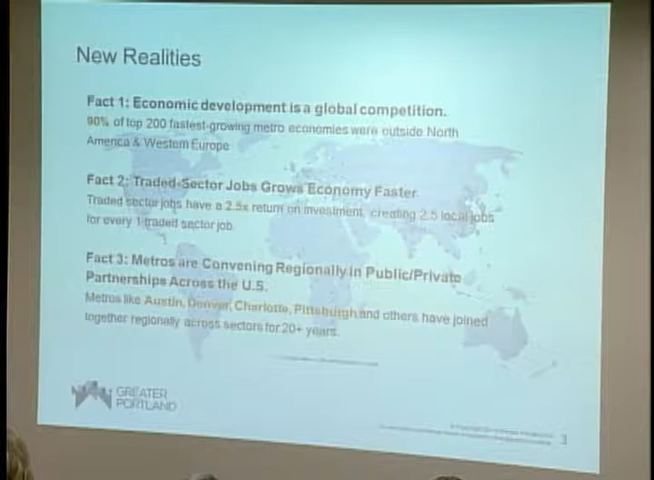 New Realities
Fact 1: Economic development is a global competition.
90% of top 200 fastest-growing metro economies were outside North
America & Western Europe
Fact 2: Traded-Sector Jobs Grows Economy Faster
Traded sector jobs have a 2.5x return on investment, creating 2.5 local jobs
for every 1 traded sector job.
Fact 3: Metros are Convening Regionally in Public/Private
Partnerships Across the U.S.
Metros like Austin, Denver, Charlotte, Pittsburgh and others have joined
together regionally across sectors for 20+ years.
GREATER
PORTLAND
3